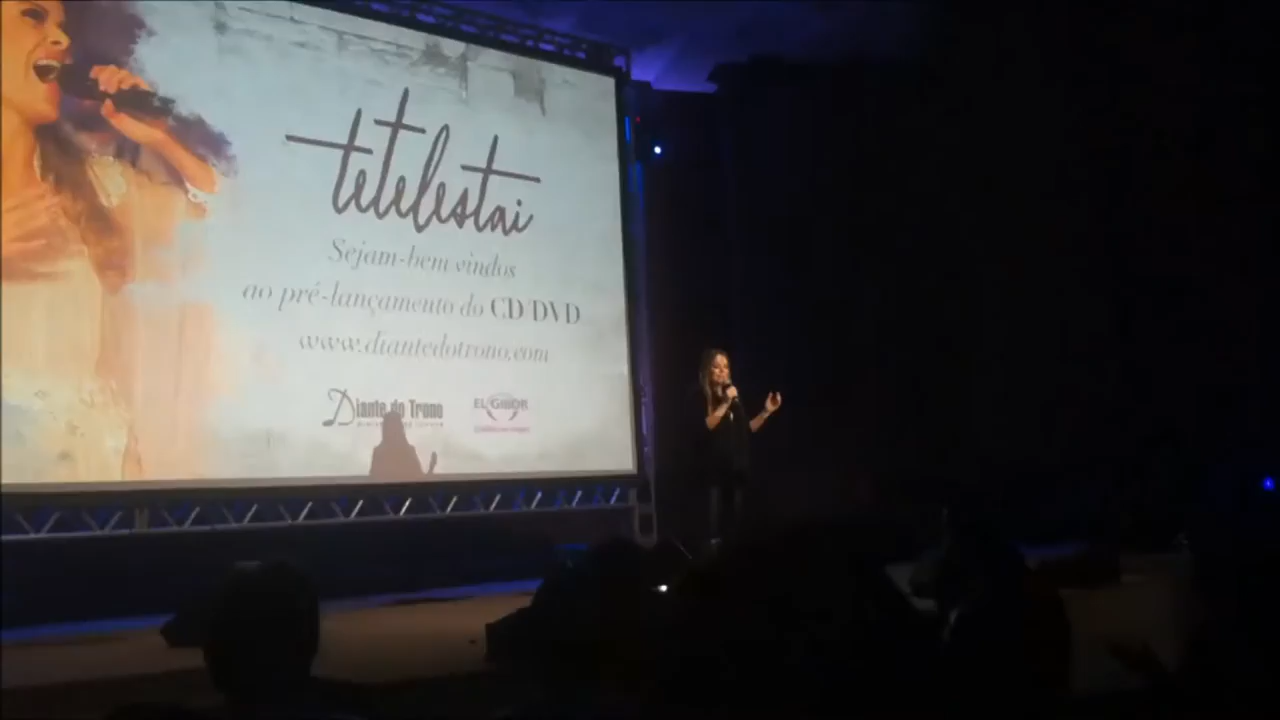 tetelestai
Sejam-bem vindos
ao pré-lançamento do CD/DVD
www.diantedotrono.com
Diante do Trono
EL GIBOR